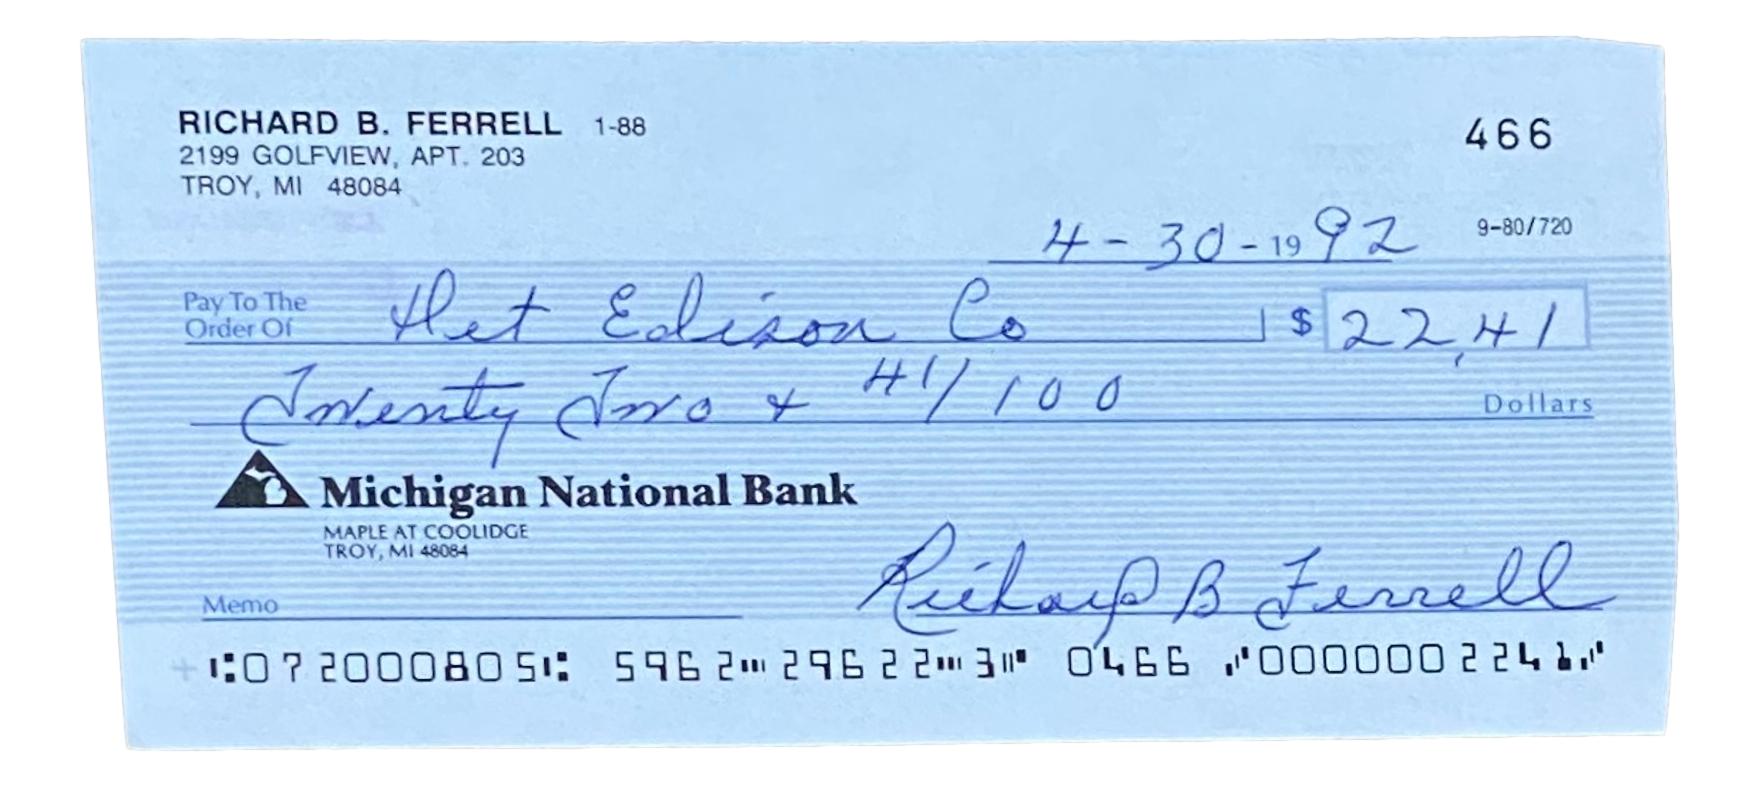 RICHARD B. FERRELL 1-88
2199 GOLFVIEW, APT. 203
TROY, MI 48084
466
4-30-1992
9-80/720
Pay To The
Order Of
Det Edison Co
$ 22.41
Twenty Two & 41/100
Dollars
Michigan National Bank
MAPLE AT COOLIDGE
TROY, MI 48084
Richard B Ferrell
Memo
⑆072000805⑆ 5962⑉29622⑉3⑈ 0466 ⑇0000002241⑇